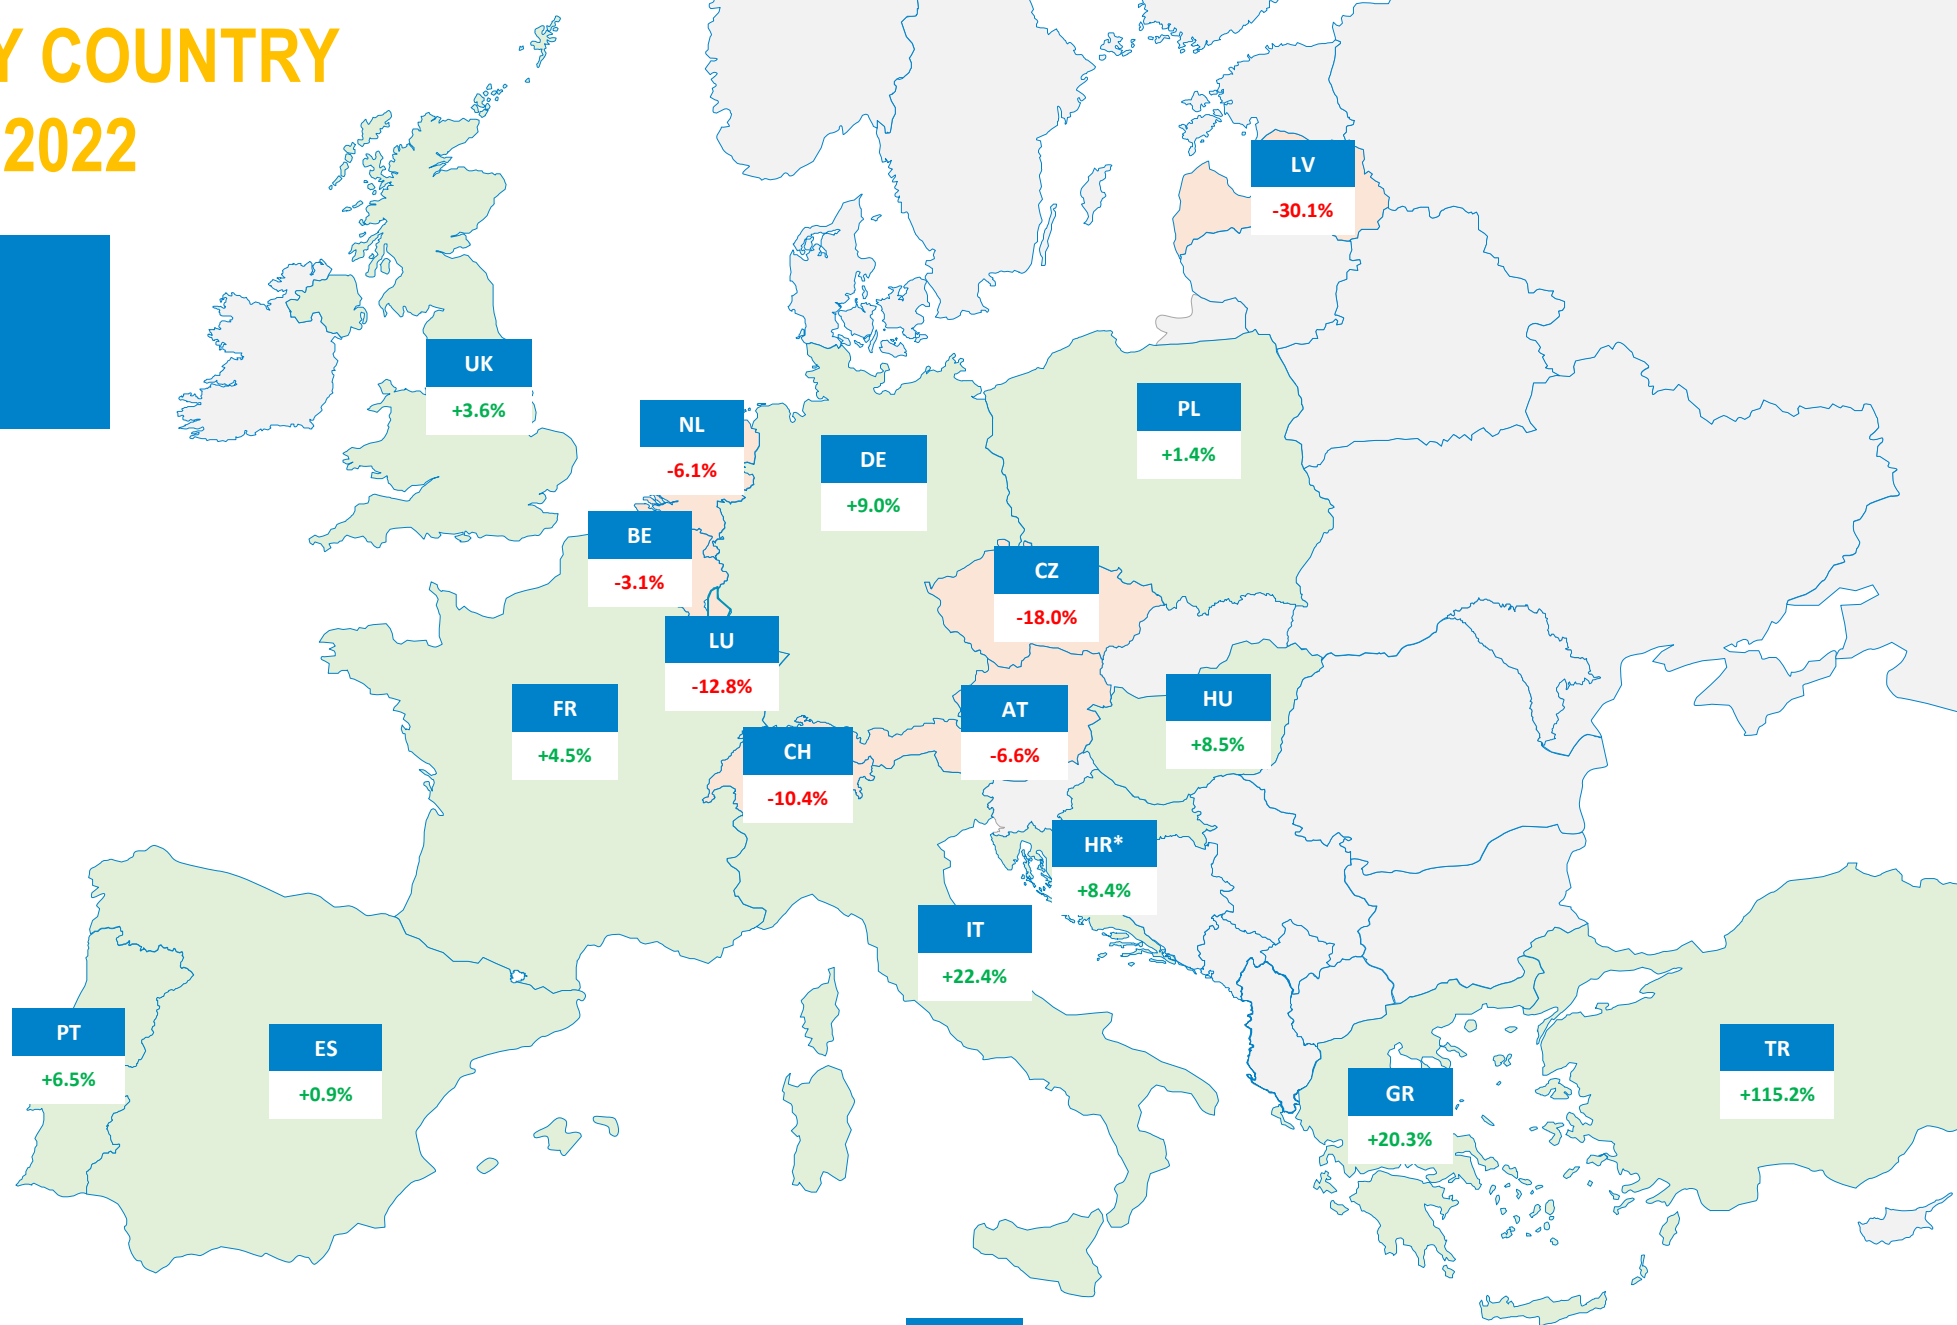 Y COUNTRY
2022
LV
-30.1%
UK
+3.6%
PL
+1.4%
NL
-6.1%
DE
+9.0%
BE
-3.1%
CZ
-18.0%
LU
-12.8%
HU
+8.5%
FR
+4.5%
AT
-6.6%
CH
-10.4%
HR*
+8.4%
IT
+22.4%
PT
+6.5%
ES
+0.9%
TR
+115.2%
GR
+20.3%